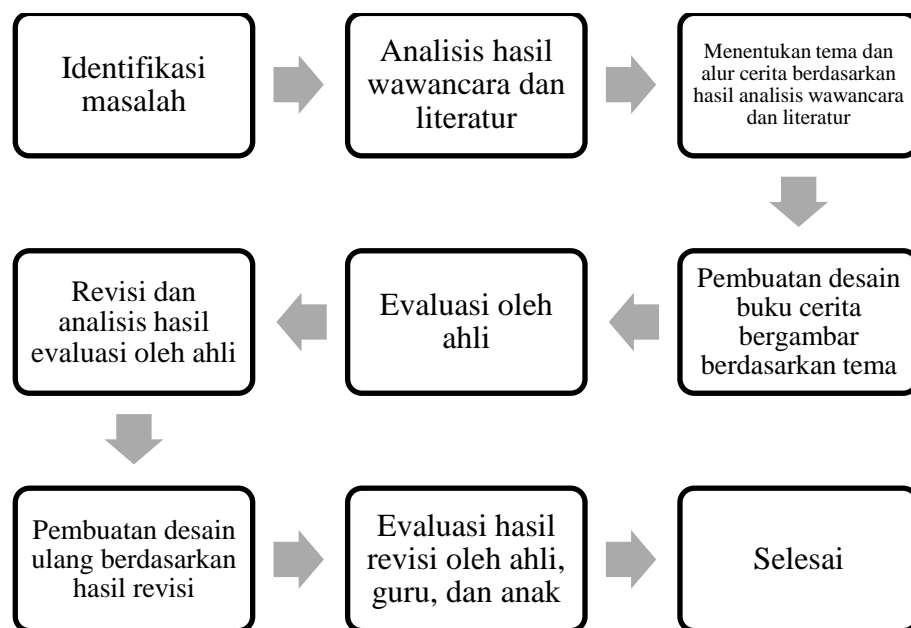 Identifikasi
masalah
Analisis hasil
wawancara dan
literatur
Menentukan tema dan
alur cerita berdasarkan
hasil analisis wawancara
dan literatur
Pembuatan desain
buku cerita
bergambar
berdasarkan tema
Evaluasi oleh
ahli
Revisi dan
analisis hasil
evaluasi oleh ahli
Pembuatan desain
ulang berdasarkan
hasil revisi
Evaluasi hasil
revisi oleh ahli,
guru, dan anak
Selesai